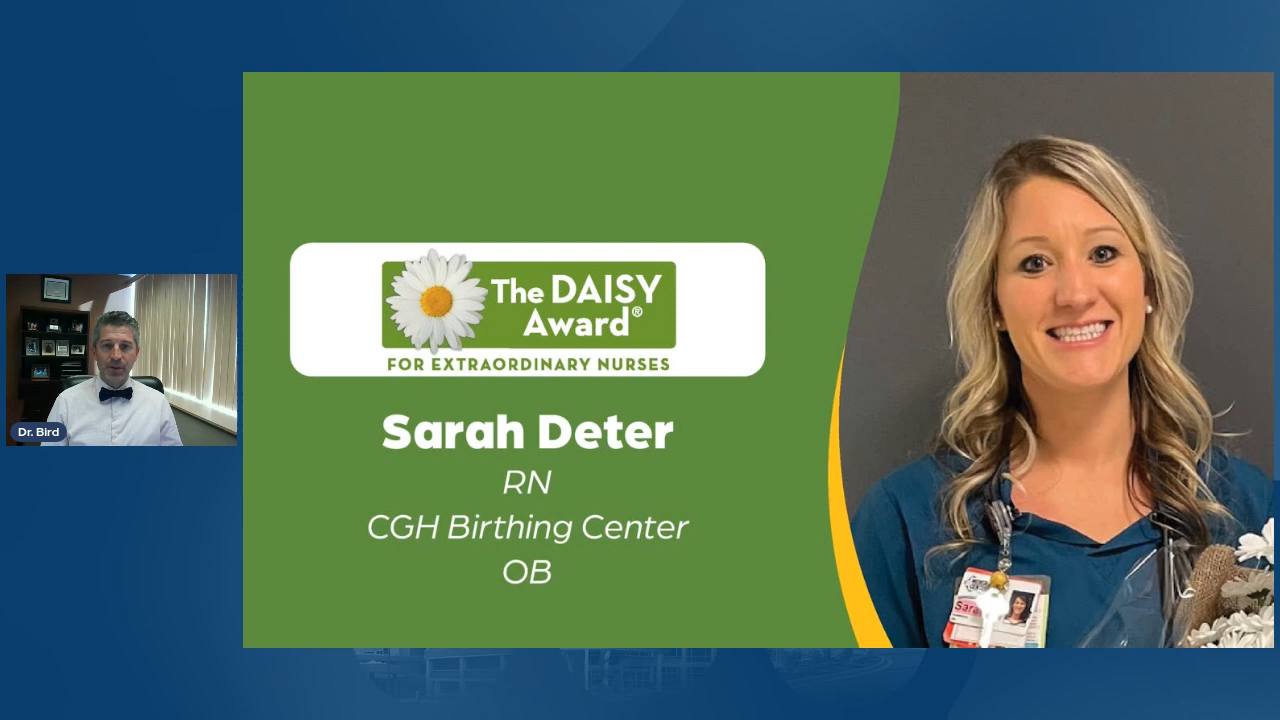 Dr. Bird
The DAISY
Award®
FOR EXTRAORDINARY NURSES
Sarah Deter
RN
CGH Birthing Center
OB